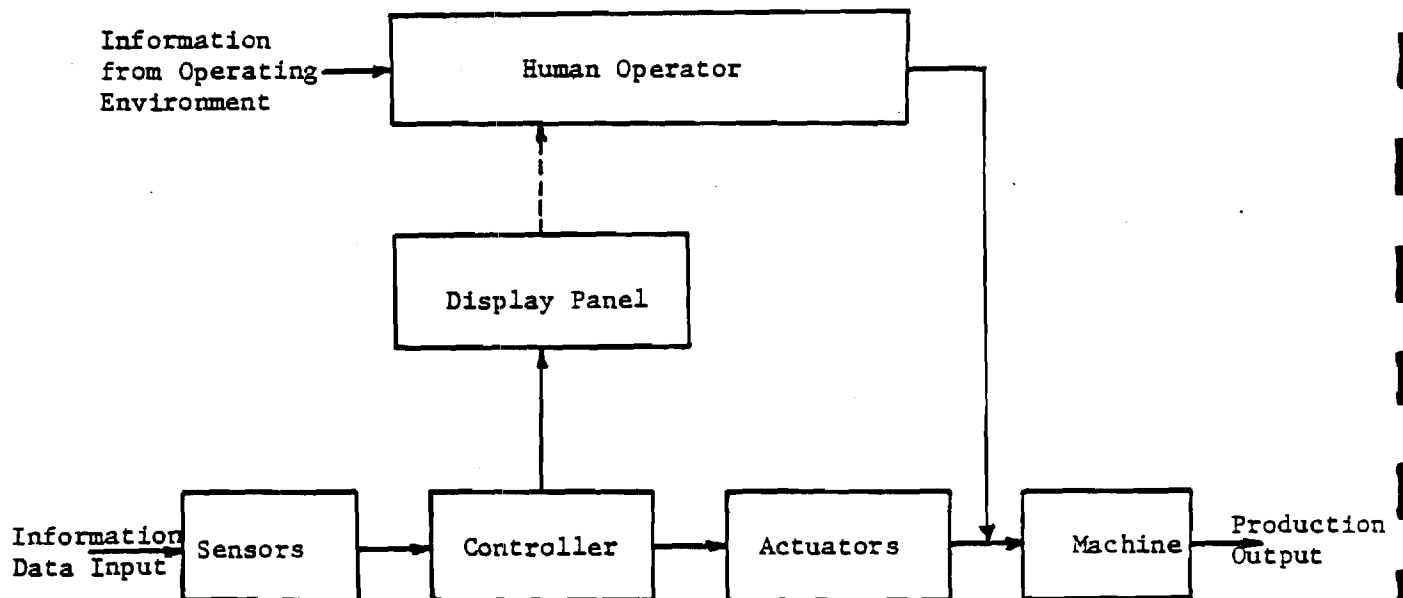 Information
from Operating
Environment
Human Operator
Display Panel
Information
Data Input
Sensors
Controller
Actuators
Machine
Production
Output